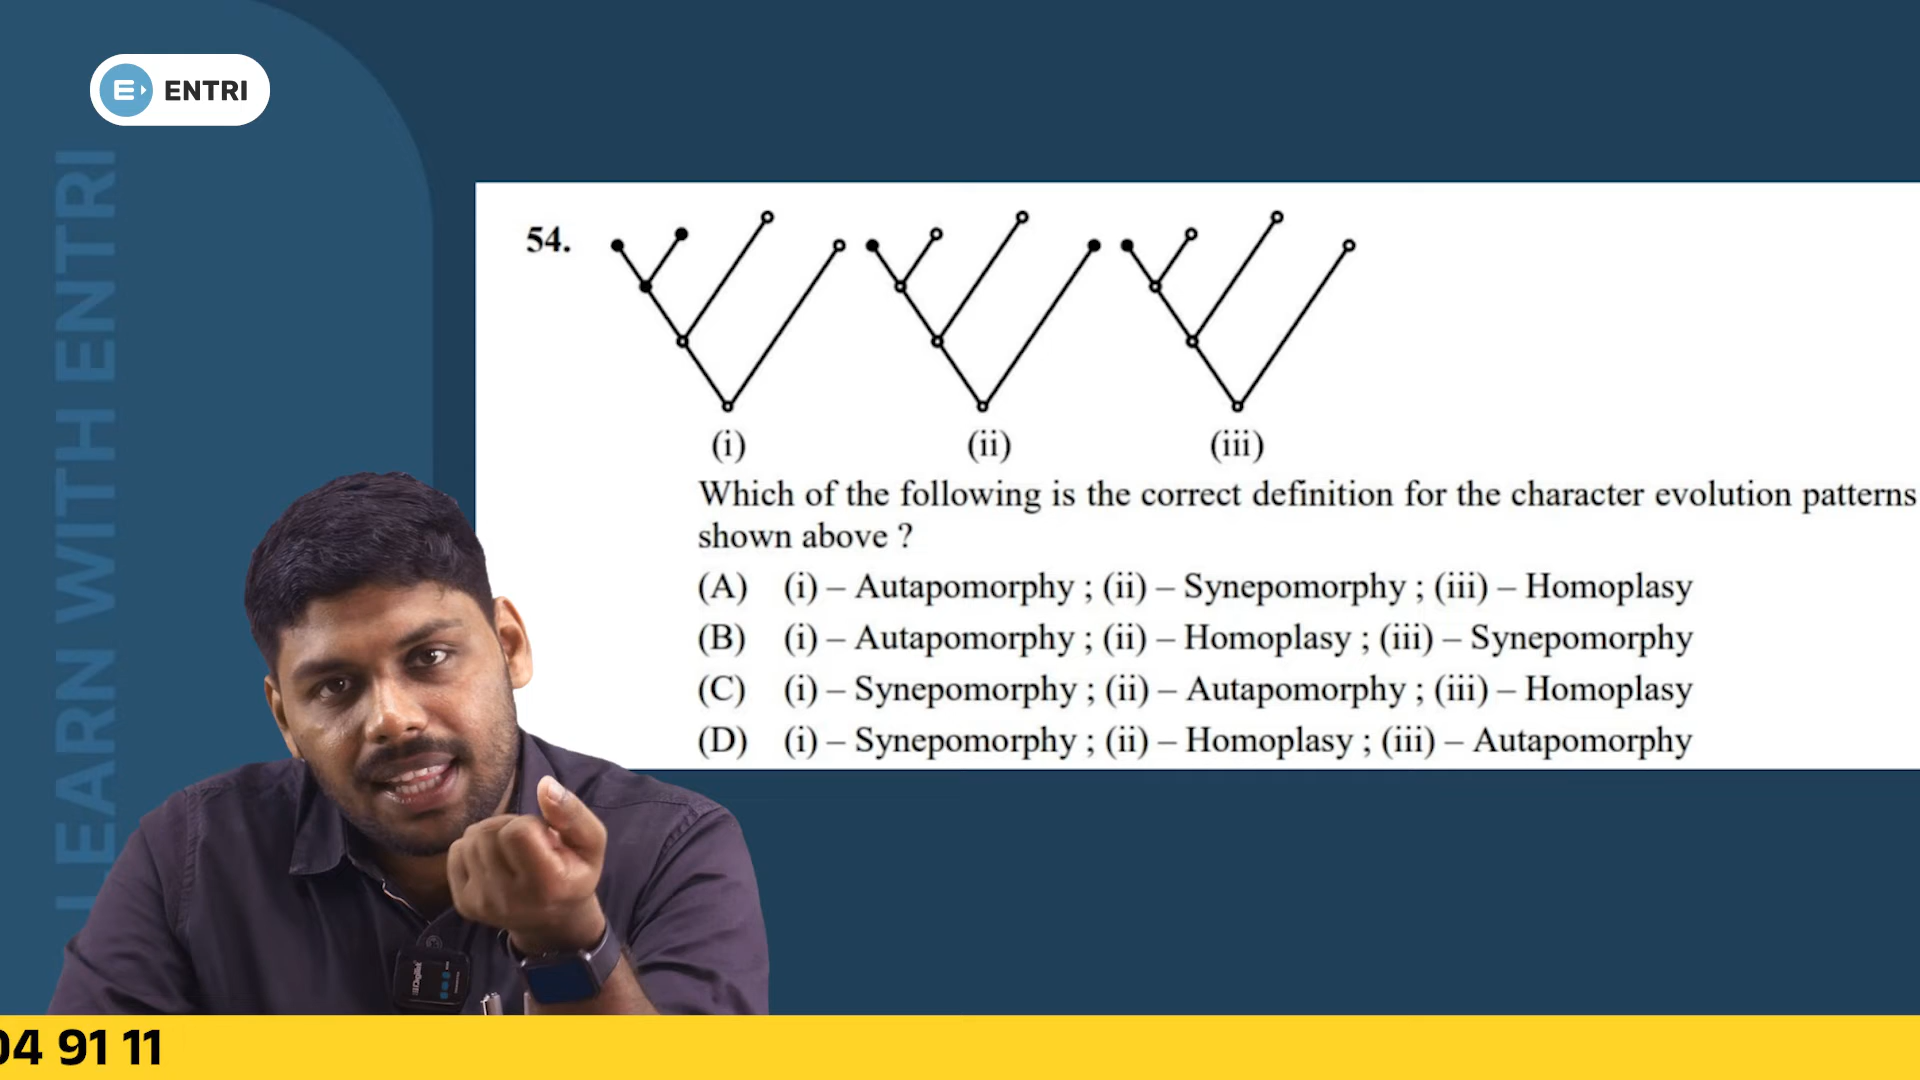 ENTRI
LEARN WITH ENTRI
54.
(i) (ii) (iii)
Which of the following is the correct definition for the character evolution patterns
shown above ?
(A) (i) – Autapomorphy ; (ii) – Synepomorphy ; (iii) – Homoplasy
(B) (i) – Autapomorphy ; (ii) – Homoplasy ; (iii) – Synepomorphy
(C) (i) – Synepomorphy ; (ii) – Autapomorphy ; (iii) – Homoplasy
(D) (i) – Synepomorphy ; (ii) – Homoplasy ; (iii) – Autapomorphy
04 91 11